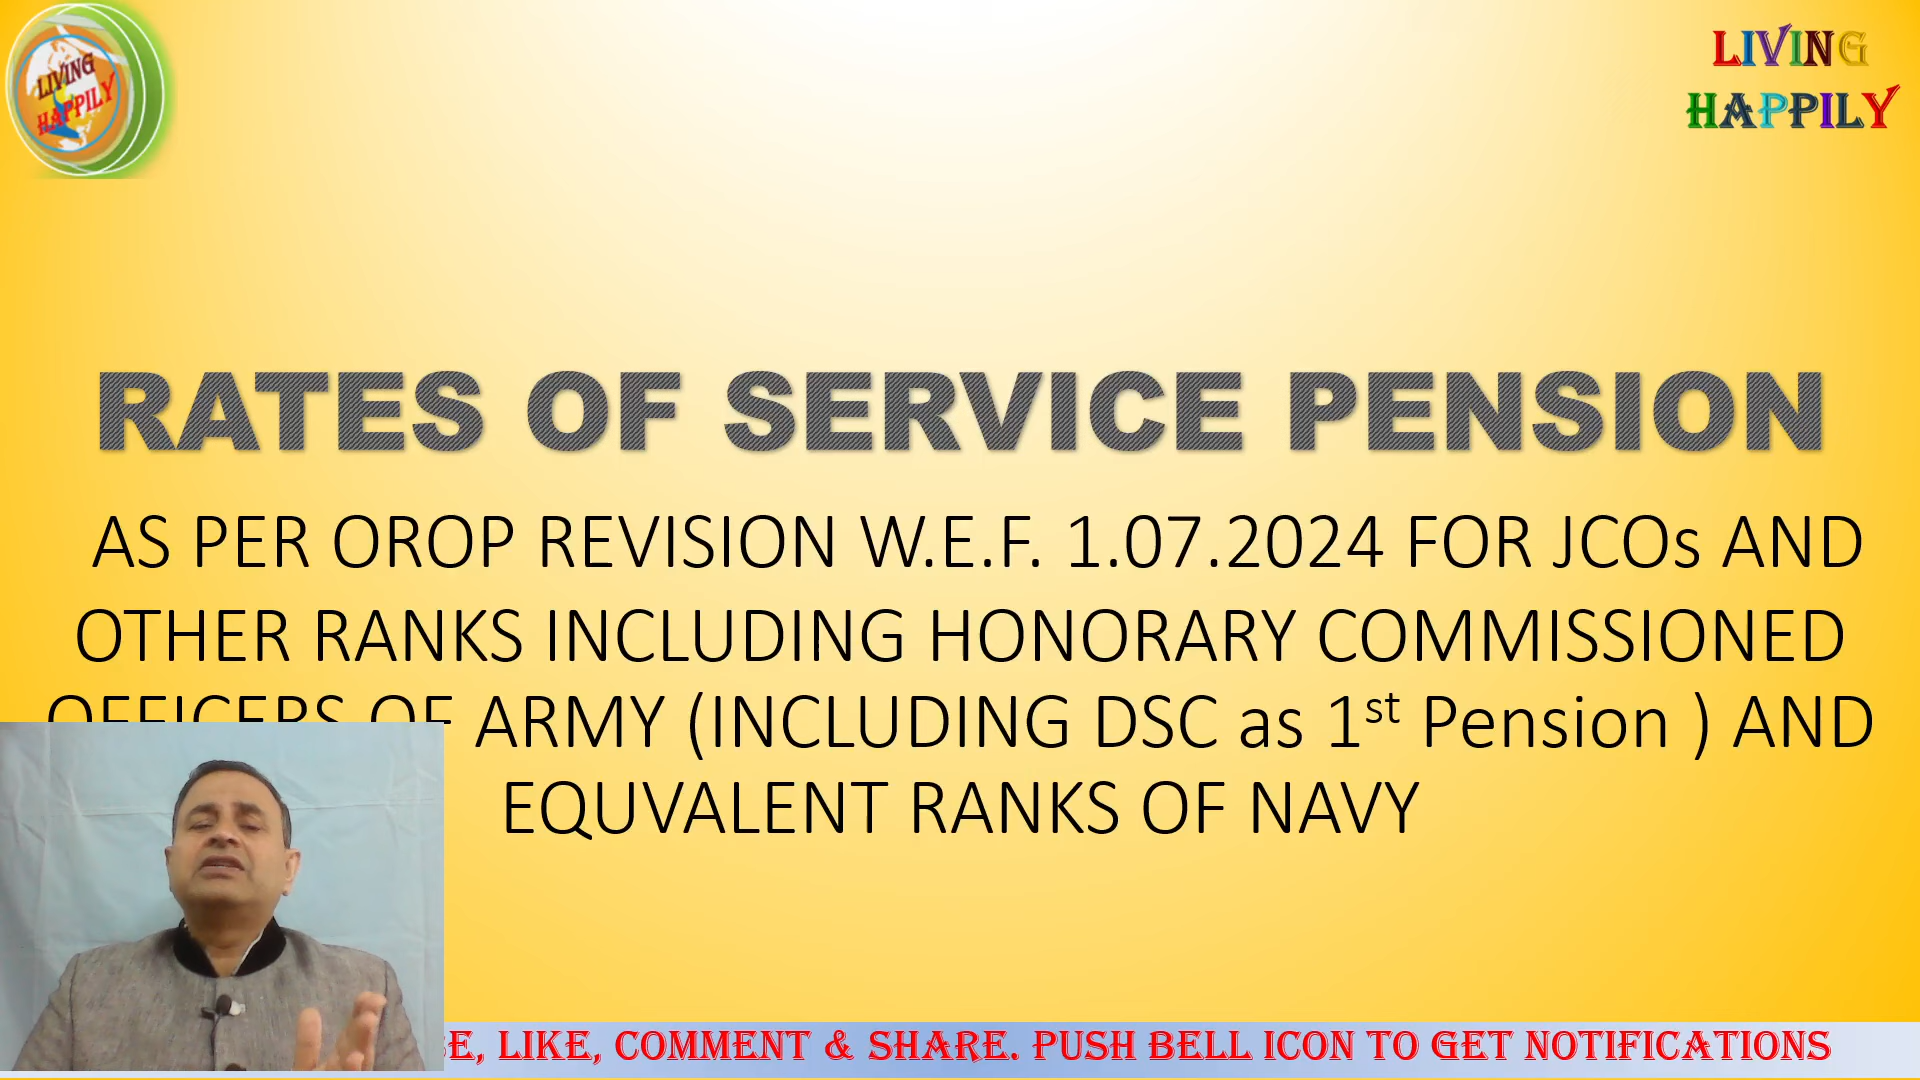 LIVING
HAPPILY
LIVING
HAPPILY
RATES OF SERVICE PENSION
AS PER OROP REVISION W.E.F. 1.07.2024 FOR JCOs AND
OTHER RANKS INCLUDING HONORARY COMMISSIONED
OFFICERS OF ARMY (INCLUDING DSC as 1st Pension ) AND
EQUVALENT RANKS OF NAVY
, LIKE, COMMENT & SHARE. PUSH BELL ICON TO GET NOTIFICATIONS